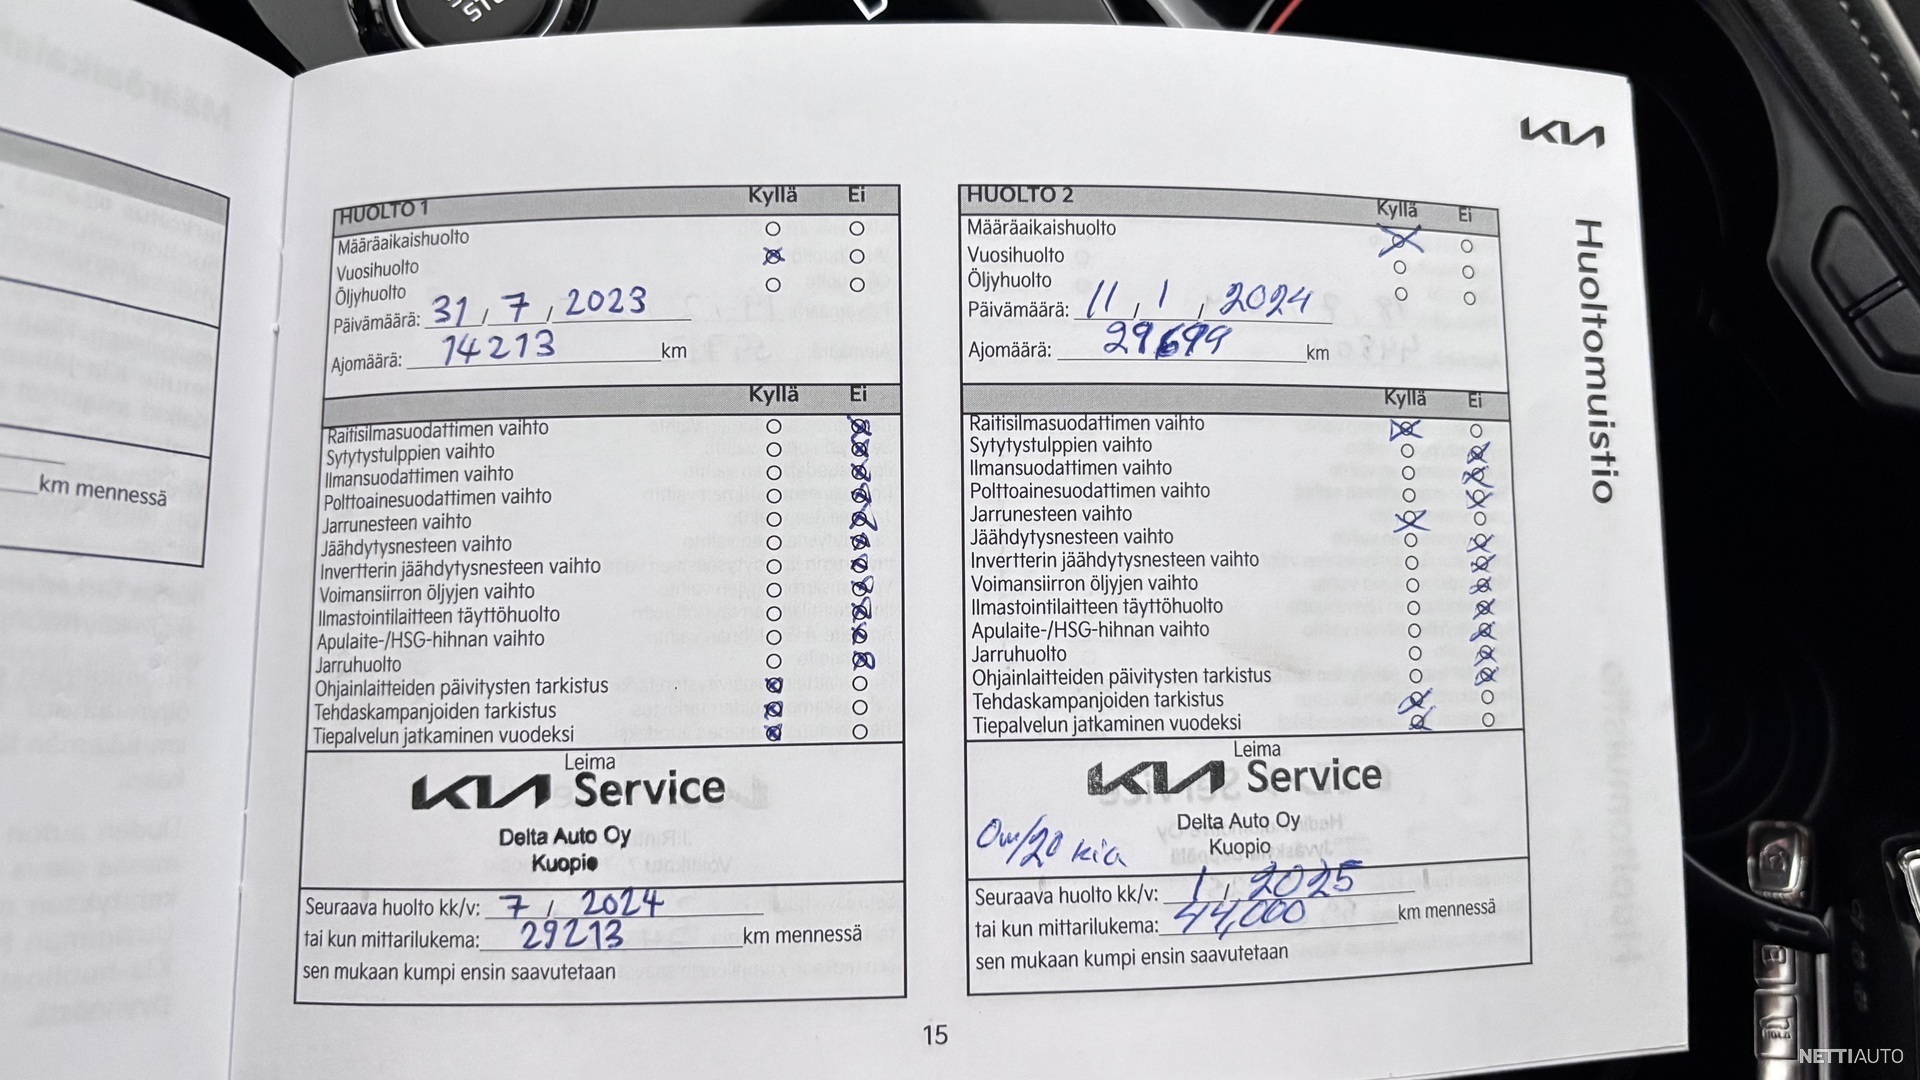 km mennessä
KIA
Huoltomuistio
HUOLTO 1 Kyllä Ei
Määräaikaishuolto
Vuosihuolto
Öljyhuolto
Päivämäärä: 31 / 7 / 2023
Ajomäärä: 14213 km
Kyllä Ei
Raitisilmasuodattimen vaihto
Sytytystulppien vaihto
Ilmansuodattimen vaihto
Polttoainesuodattimen vaihto
Jarrunesteen vaihto
Jäähdytysnesteen vaihto
Invertterin jäähdytysnesteen vaihto
Voimansiirron öljyjen vaihto
Ilmastointilaitteen täyttöhuolto
Apulaite-/HSG-hihnan vaihto
Jarruhuolto
Ohjainlaitteiden päivitysten tarkistus
Tehdaskampanjoiden tarkistus
Tiepalvelun jatkaminen vuodeksi
Leima
KIA Service
Delta Auto Oy
Kuopio
Seuraava huolto kk/v: 7 / 2024
tai kun mittarilukema: 29213 km mennessä
sen mukaan kumpi ensin saavutetaan
HUOLTO 2 Kyllä Ei
Määräaikaishuolto
Vuosihuolto
Öljyhuolto
Päivämäärä: 11 / 1 / 2024
Ajomäärä: 29699 km
Kyllä Ei
Raitisilmasuodattimen vaihto
Sytytystulppien vaihto
Ilmansuodattimen vaihto
Polttoainesuodattimen vaihto
Jarrunesteen vaihto
Jäähdytysnesteen vaihto
Invertterin jäähdytysnesteen vaihto
Voimansiirron öljyjen vaihto
Ilmastointilaitteen täyttöhuolto
Apulaite-/HSG-hihnan vaihto
Jarruhuolto
Ohjainlaitteiden päivitysten tarkistus
Tehdaskampanjoiden tarkistus
Tiepalvelun jatkaminen vuodeksi
Leima
KIA Service
Delta Auto Oy
Kuopio
0w/20 kia
Seuraava huolto kk/v: 1 / 2025
tai kun mittarilukema: 44,000 km mennessä
sen mukaan kumpi ensin saavutetaan
15
NETTIAUTO